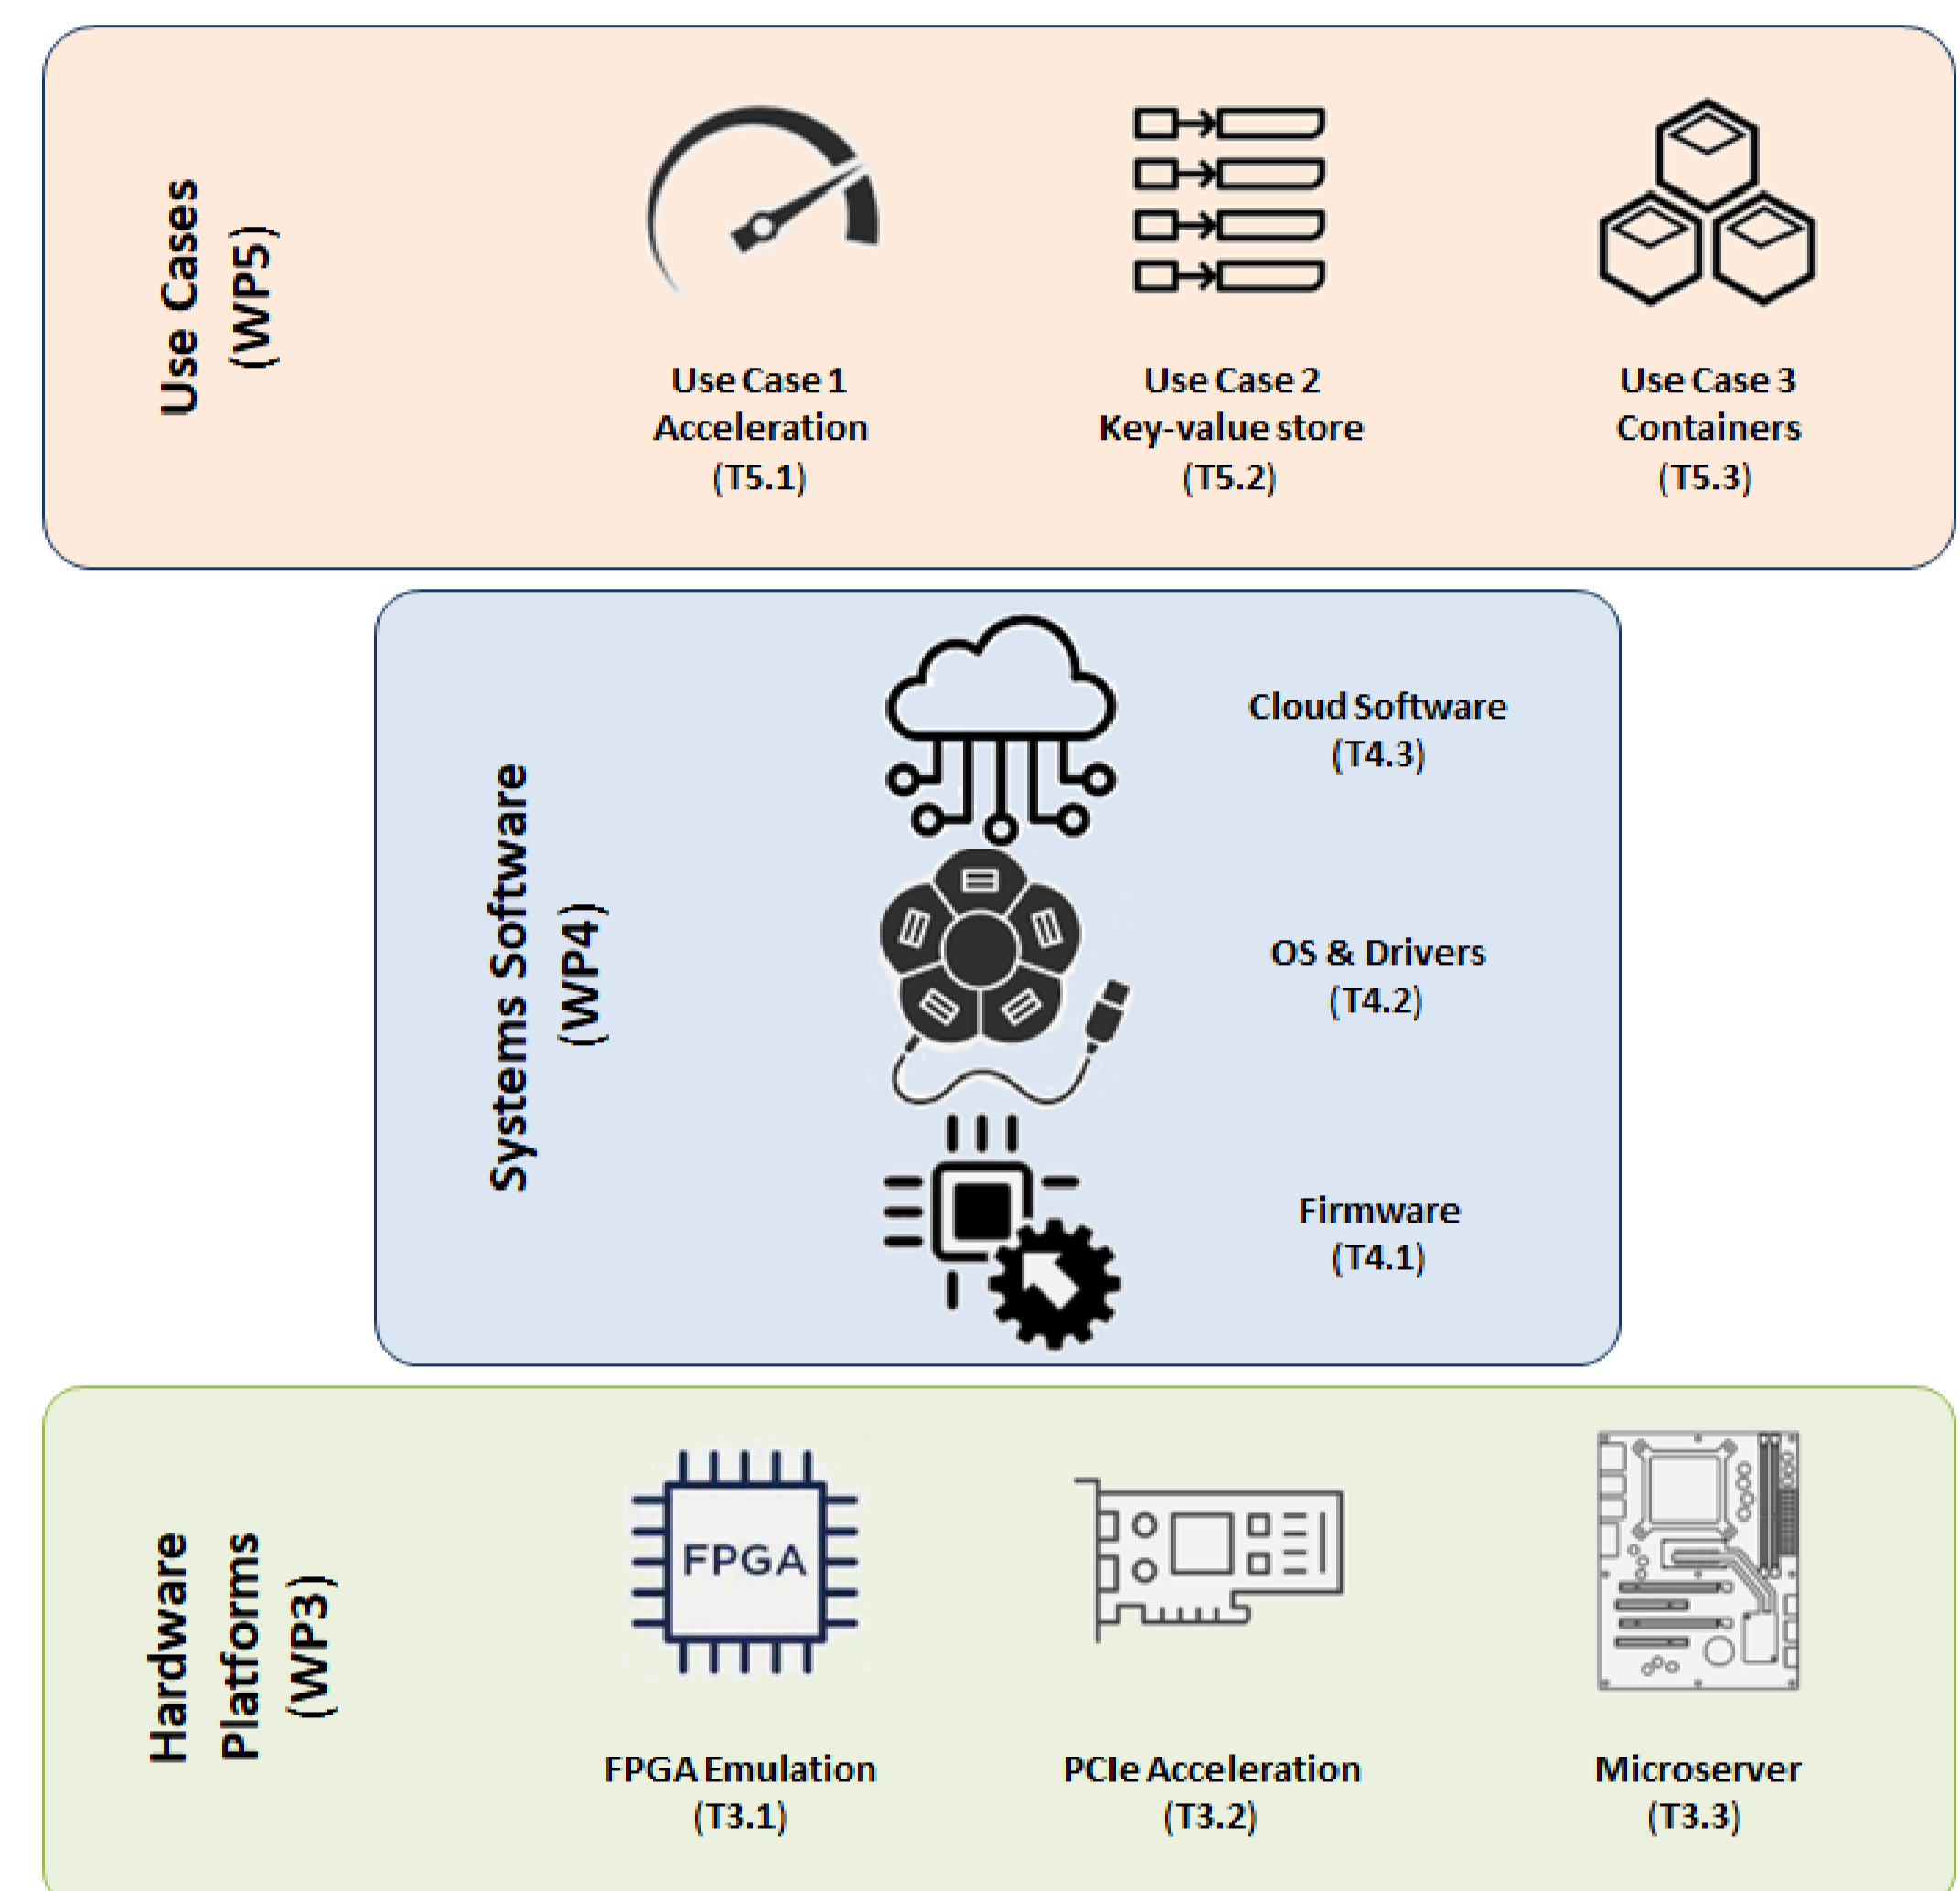 Use Cases
(WP5)
Use Case 1
Acceleration
(T5.1)
Use Case 2
Key-value store
(T5.2)
Use Case 3
Containers
(T5.3)
Systems Software
(WP4)
Cloud Software
(T4.3)
OS & Drivers
(T4.2)
Firmware
(T4.1)
Hardware
Platforms
(WP3)
FPGA
FPGA Emulation
(T3.1)
PCIe Acceleration
(T3.2)
Microserver
(T3.3)